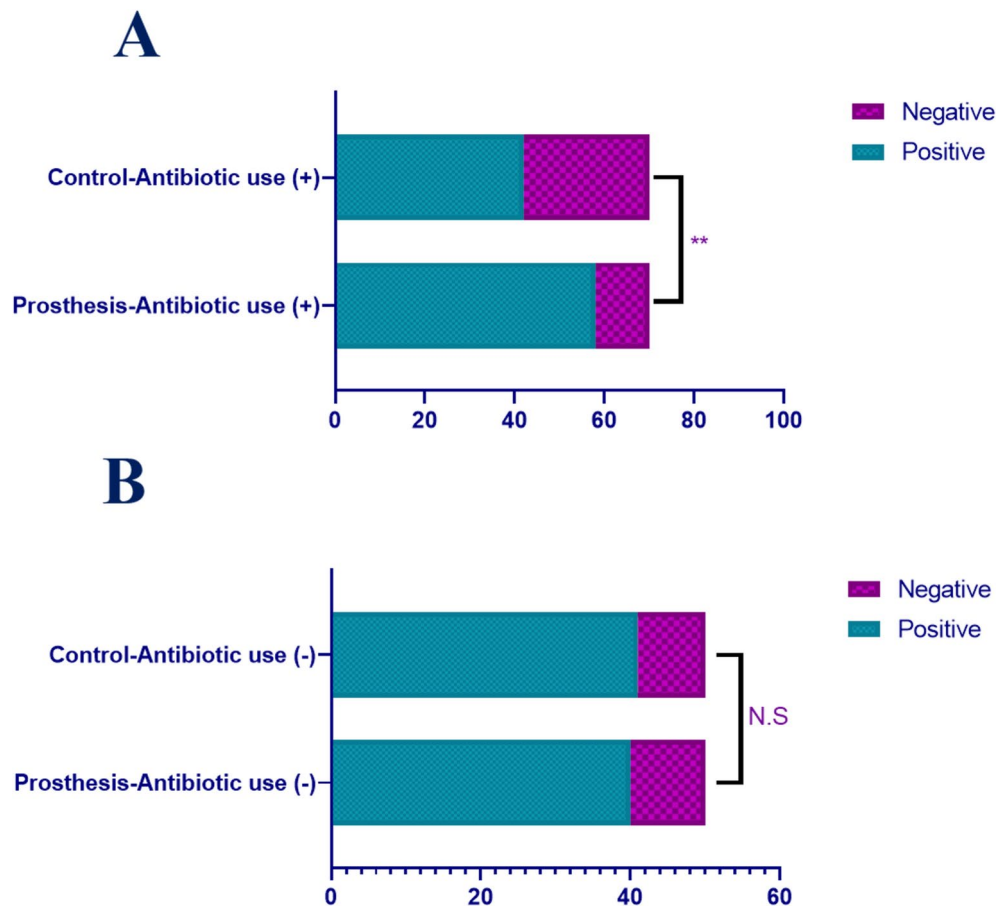 A
Negative
Positive
Control-Antibiotic use (+)
**
Prosthesis-Antibiotic use (+)
0 20 40 60 80 100
B
Negative
Positive
Control-Antibiotic use (-)
N.S
Prosthesis-Antibiotic use (-)
0 20 40 60